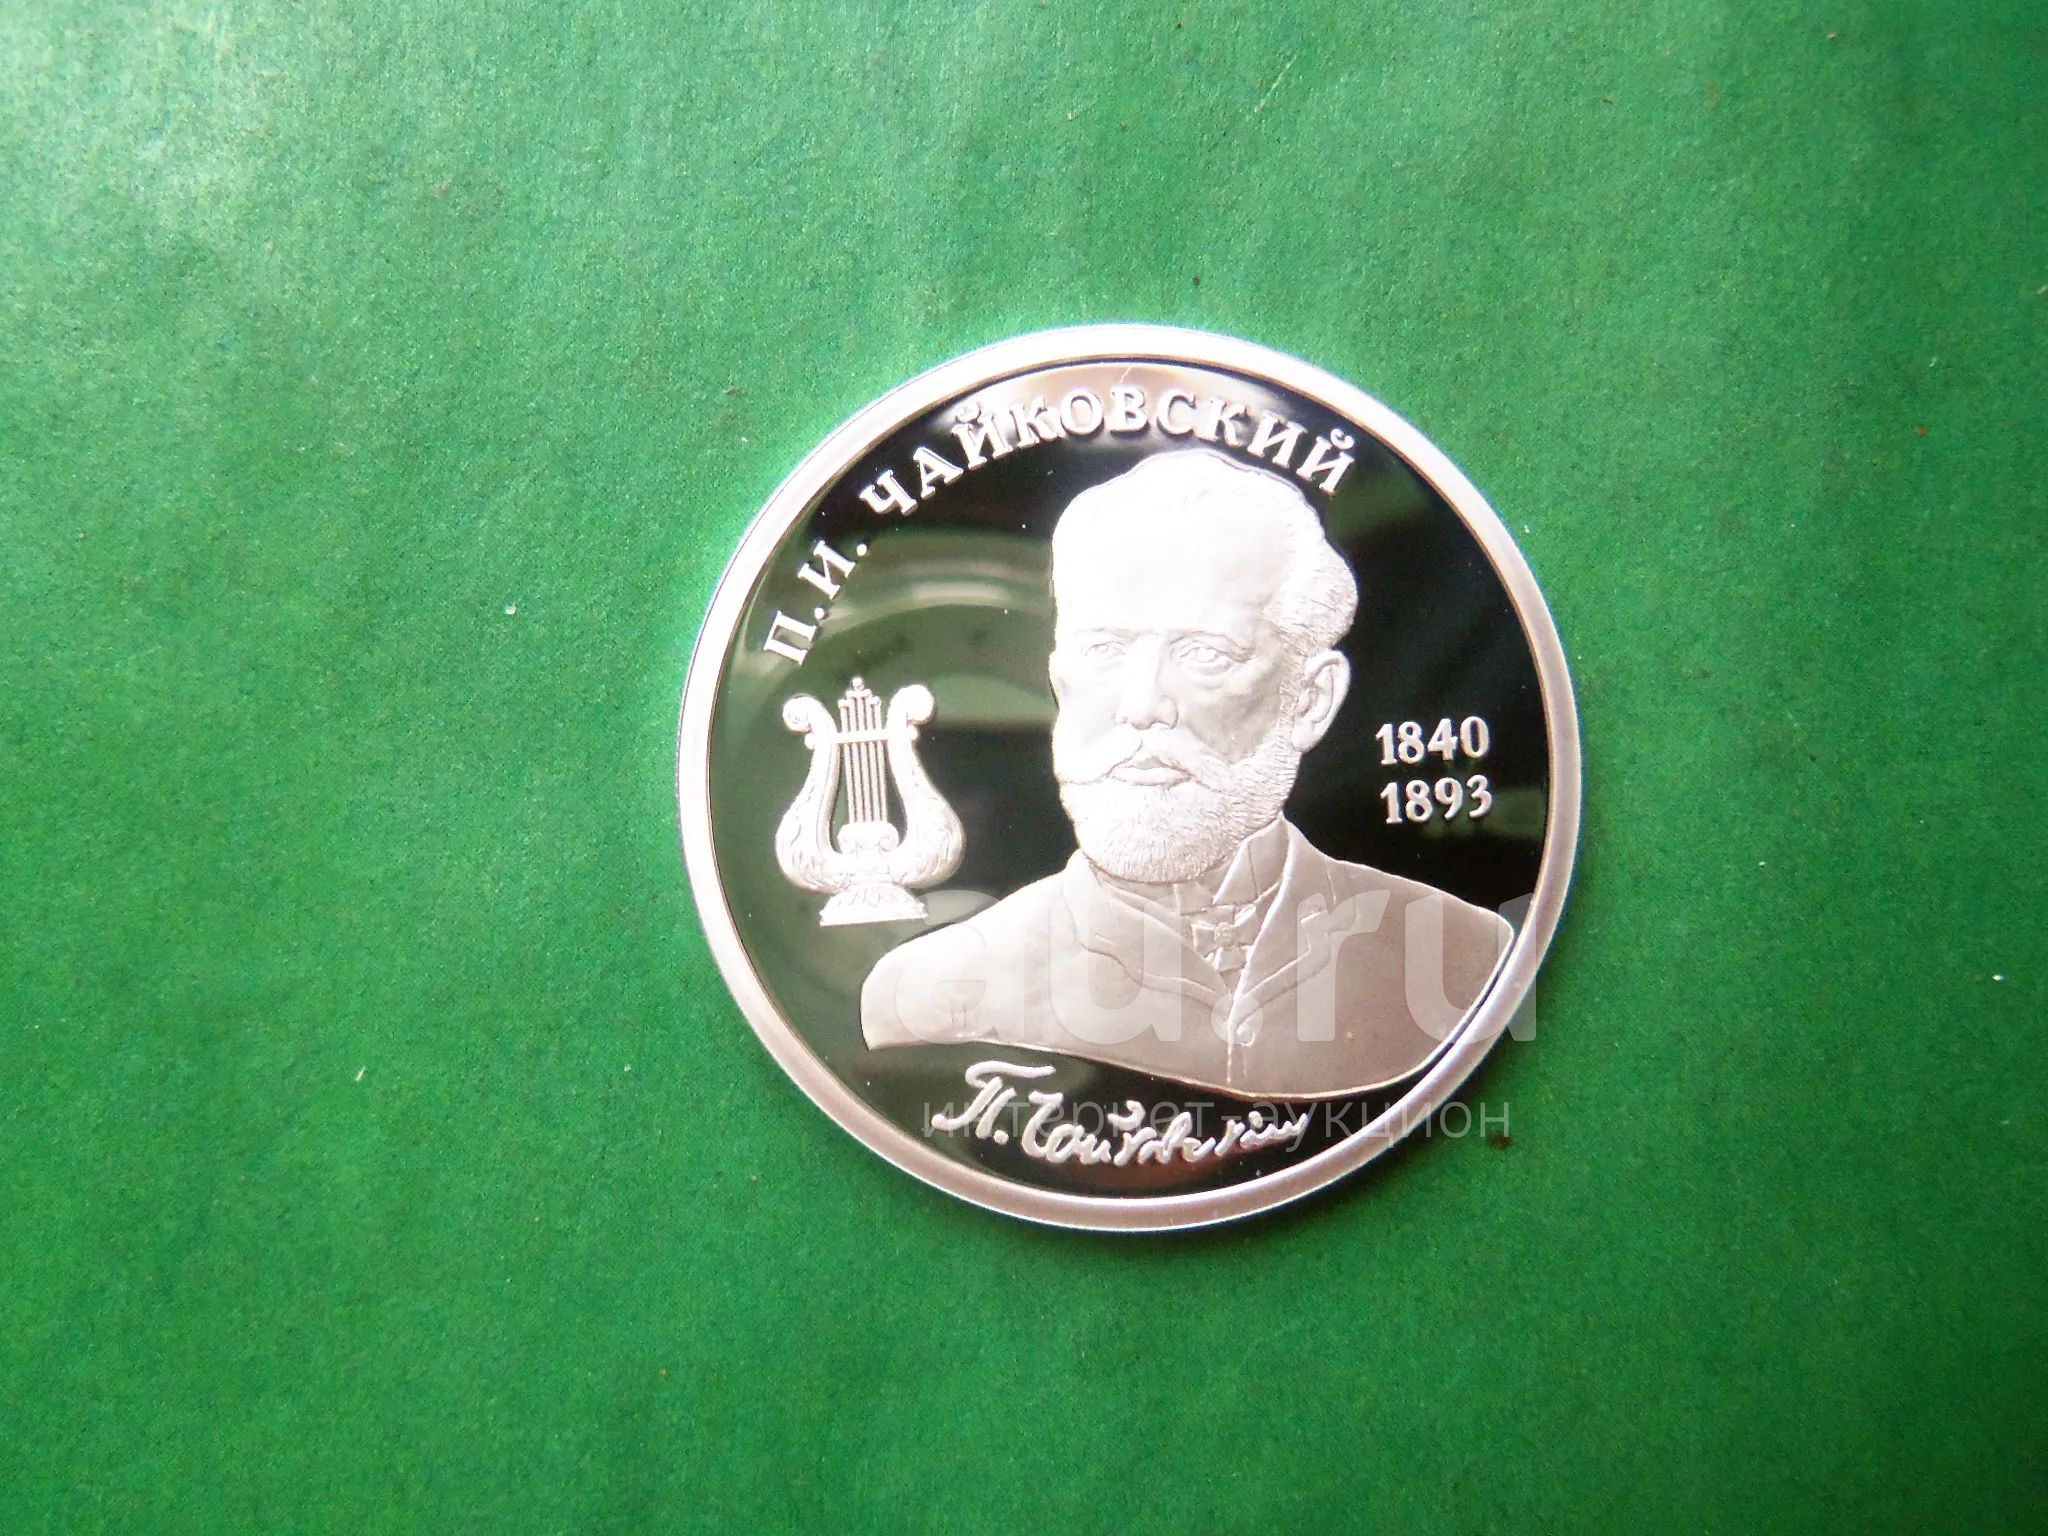 П.И. ЧАЙКОВСКИЙ
1840
1893
au.ru
П. Чайковский
интернет-аукцион